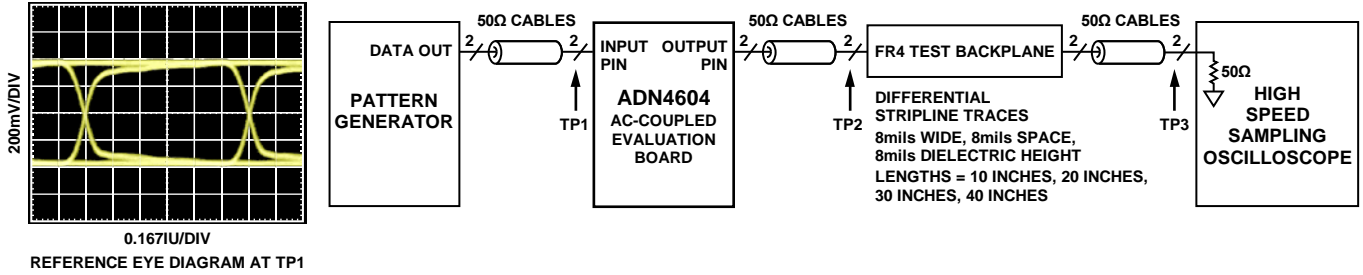 200mV/DIV
0.167IU/DIV
REFERENCE EYE DIAGRAM AT TP1
DATA OUT
PATTERN
GENERATOR
50Ω CABLES
2
2
TP1
INPUT
PIN
OUTPUT
PIN
ADN4604
AC-COUPLED
EVALUATION
BOARD
50Ω CABLES
2
2
TP2
FR4 TEST BACKPLANE
DIFFERENTIAL
STRIPLINE TRACES
8mils WIDE, 8mils SPACE,
8mils DIELECTRIC HEIGHT
LENGTHS = 10 INCHES, 20 INCHES,
30 INCHES, 40 INCHES
50Ω CABLES
2
2
TP3
50Ω
HIGH
SPEED
SAMPLING
OSCILLOSCOPE